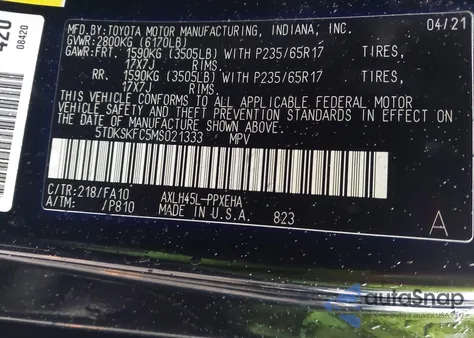 420
08420
MFD. BY: TOYOTA MOTOR MANUFACTURING, INDIANA, INC. 04/21
GVWR: 2800KG (6170LB)
GAWR: FRT. 1590KG (3505LB) WITH P235/65R17 TIRES,
17X7J RIMS,
RR. 1590KG (3505LB) WITH P235/65R17 TIRES,
17X7J RIMS.
THIS VEHICLE CONFORMS TO ALL APPLICABLE FEDERAL MOTOR
VEHICLE SAFETY AND THEFT PREVENTION STANDARDS IN EFFECT ON
THE DATE OF MANUFACTURE SHOWN ABOVE.
5TDKSKFC5MS021333 MPV
C/TR: 218/FA10 AXLH45L-PPXEHA
A/TM: /P810 MADE IN U.S.A. 823 A
autoSnap